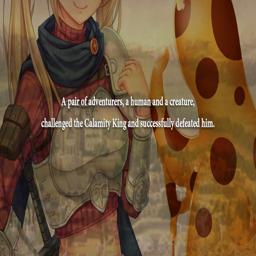 A pair of adventurers, a human and a creature,
challenged the Calamity King and successfully defeated him.